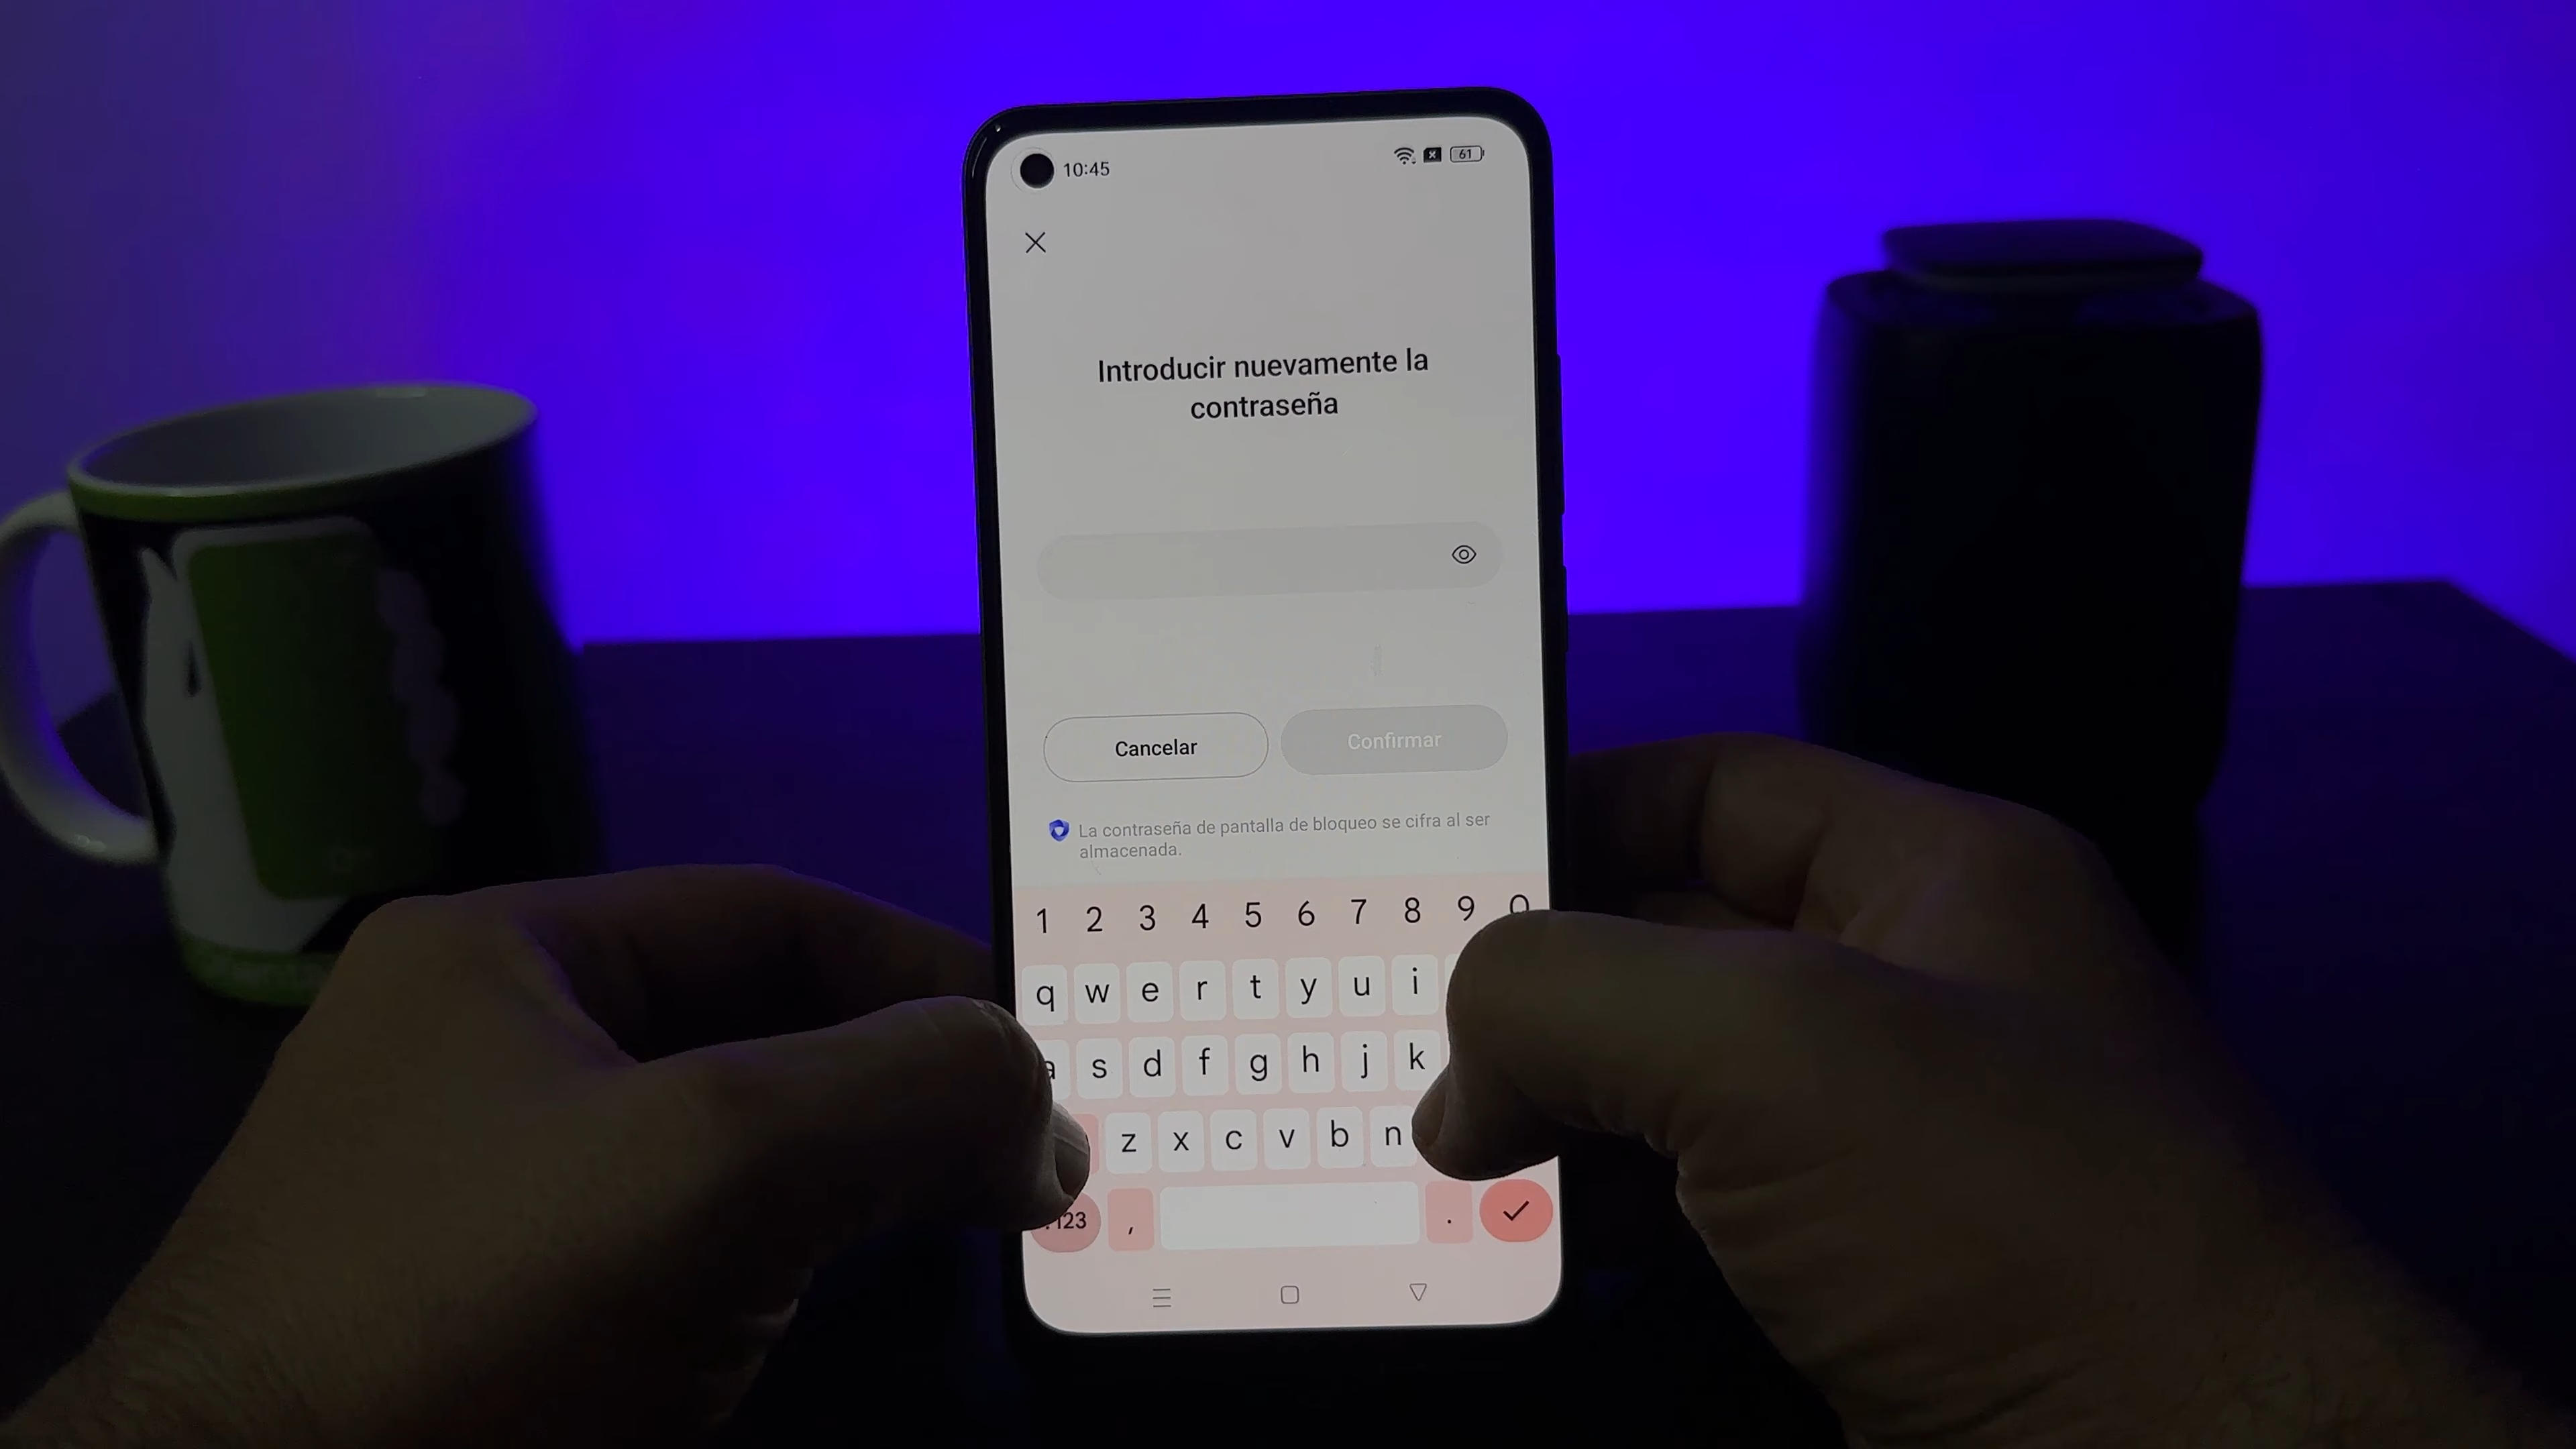 10:45
61
Introducir nuevamente la
contraseña
Cancelar
Confirmar
La contraseña de pantalla de bloqueo se cifra al ser
almacenada.
1 2 3 4 5 6 7 8 9 0
q w e r t y u i
a s d f g h j k
z x c v b n
?123 , .